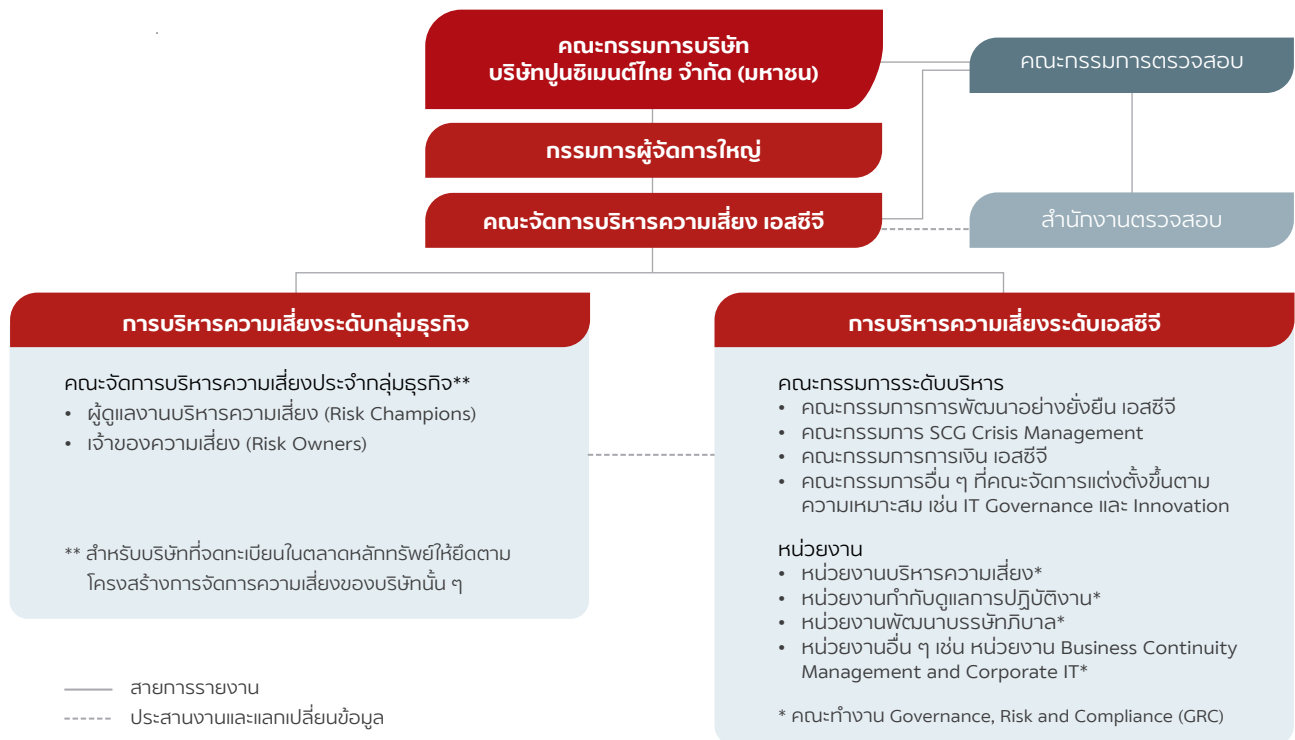 คณะกรรมการบริษัท
บริษัทปูนซิเมนต์ไทย จำกัด (มหาชน)
คณะกรรมการตรวจสอบ
กรรมการผู้จัดการใหญ่
คณะจัดการบริหารความเสี่ยง เอสซีจี
สำนักงานตรวจสอบ
การบริหารความเสี่ยงระดับกลุ่มธุรกิจ
คณะจัดการบริหารความเสี่ยงประจำกลุ่มธุรกิจ**
• ผู้ดูแลงานบริหารความเสี่ยง (Risk Champions)
• เจ้าของความเสี่ยง (Risk Owners)
** สำหรับบริษัทที่จดทะเบียนในตลาดหลักทรัพย์ให้ยึดตาม
โครงสร้างการจัดการความเสี่ยงของบริษัทนั้น ๆ
การบริหารความเสี่ยงระดับเอสซีจี
คณะกรรมการระดับบริหาร
• คณะกรรมการการพัฒนาอย่างยั่งยืน เอสซีจี
• คณะกรรมการ SCG Crisis Management
• คณะกรรมการการเงิน เอสซีจี
• คณะกรรมการอื่น ๆ ที่คณะจัดการแต่งตั้งขึ้นตาม
ความเหมาะสม เช่น IT Governance และ Innovation
หน่วยงาน
• หน่วยงานบริหารความเสี่ยง*
• หน่วยงานกำกับดูแลการปฏิบัติงาน*
• หน่วยงานพัฒนาบรรษัทภิบาล*
• หน่วยงานอื่น ๆ เช่น หน่วยงาน Business Continuity
Management and Corporate IT*
* คณะทำงาน Governance, Risk and Compliance (GRC)
สายการรายงาน
ประสานงานและแลกเปลี่ยนข้อมูล